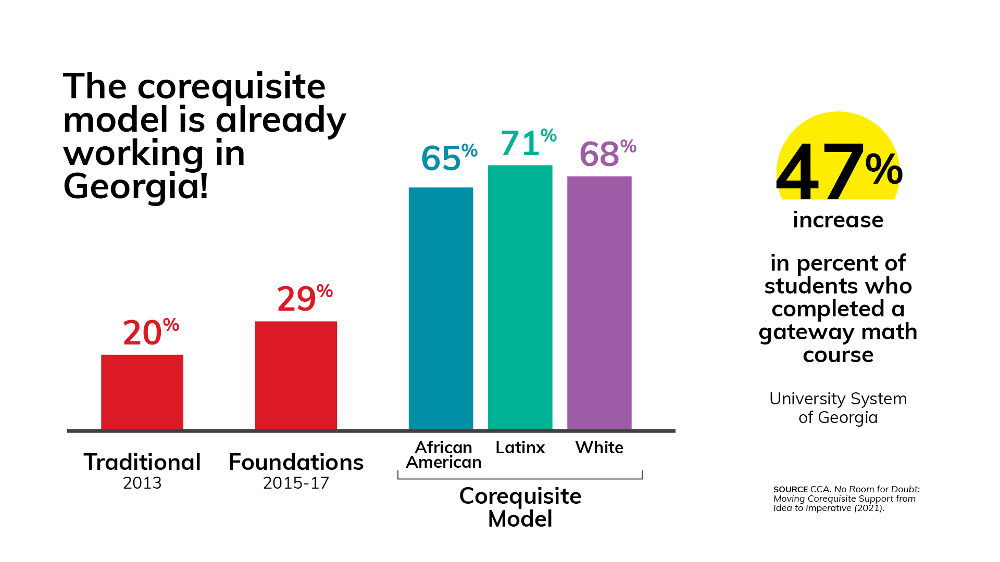 The corequisite
model is already
working in
Georgia!
20%
29%
65%
71%
68%
Traditional
2013
Foundations
2015-17
African
American
Latinx
White
Corequisite
Model
47%
increase
in percent of
students who
completed a
gateway math
course
University System
of Georgia
SOURCE CCA. No Room for Doubt:
Moving Corequisite Support from
Idea to Imperative (2021).